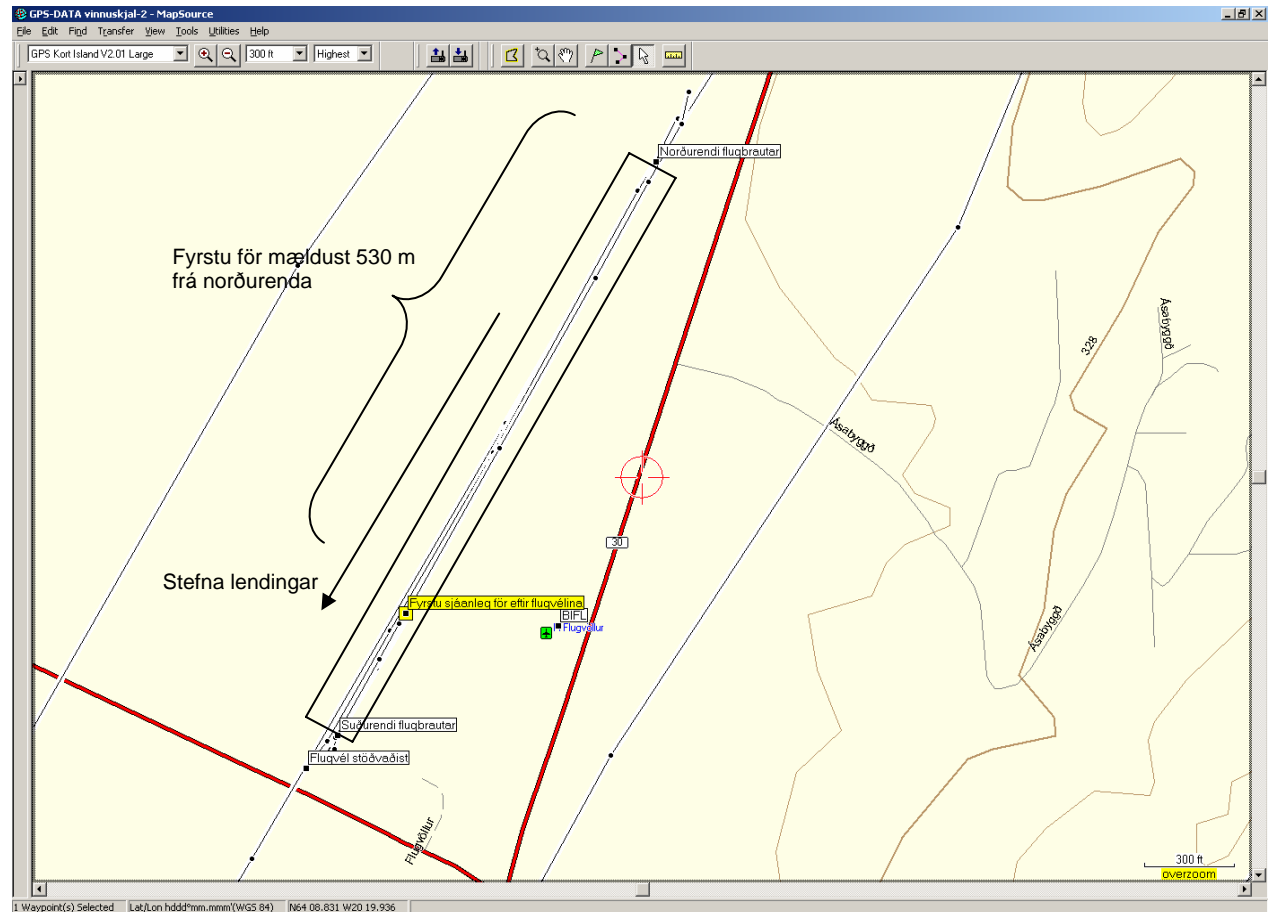 GPS-DATA vinnuskjal-2 - MapSource
File Edit Find Transfer View Tools Utilities Help
GPS Kort Island V2.01 Large 300 ft Highest
Norðurendi flugbrautar
Fyrstu för mældust 530 m
frá norðurenda
Ásabyggð
328
Ásabyggð
30
Stefna lendingar
Fyrstu sjáanleg för eftir flugvélina
BIFL
Flugvöllur
Ásabyggð
Suðurendi flugbrautar
Flugvél stöðvaðist
Flugvöllur
300 ft
overzoom
1 Waypoint(s) Selected Lat/Lon hddd°mm.mmm'(WGS 84) N64 08.831 W20 19.936